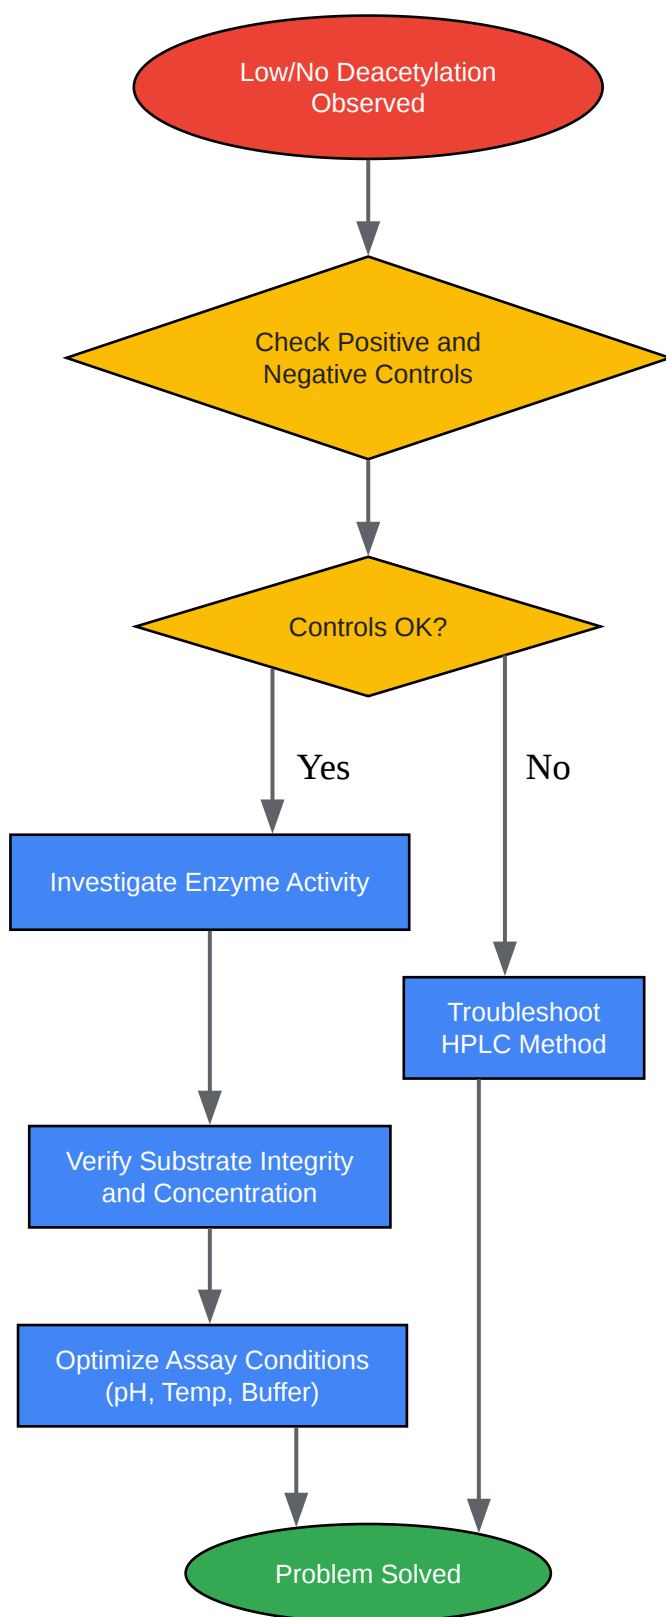 Low/No Deacetylation
Observed
Check Positive and
Negative Controls
Controls OK?
Yes
No
Investigate Enzyme Activity
Troubleshoot
HPLC Method
Verify Substrate Integrity
and Concentration
Optimize Assay Conditions
(pH, Temp, Buffer)
Problem Solved